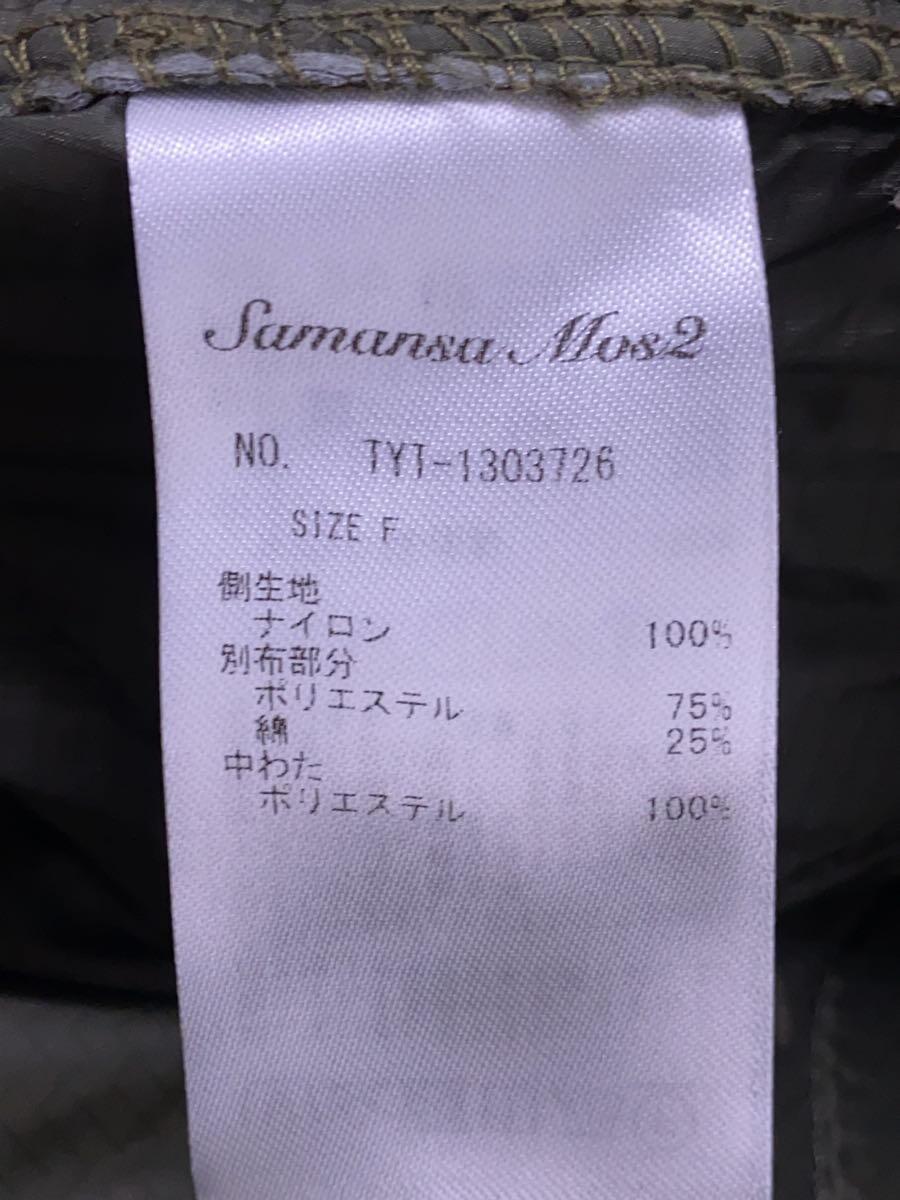 Samansa Mos2
NO. TYT-1303726
SIZE F
側生地
ナイロン 100%
別布部分
ポリエステル 75%
綿 25%
中わた
ポリエステル 100%